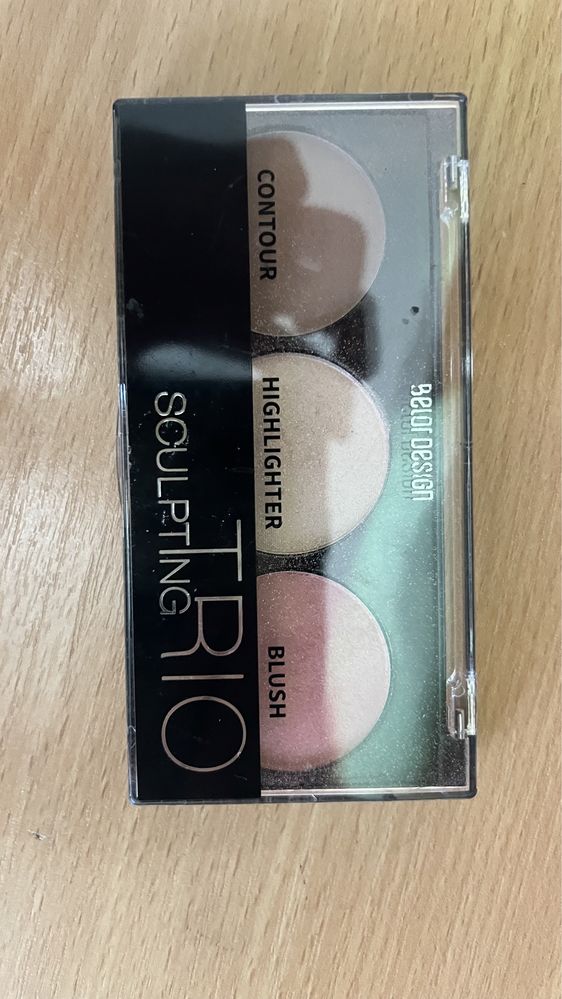 Belor Design
CONTOUR
HIGHLIGHTER
BLUSH
TRIO
SCULPTING